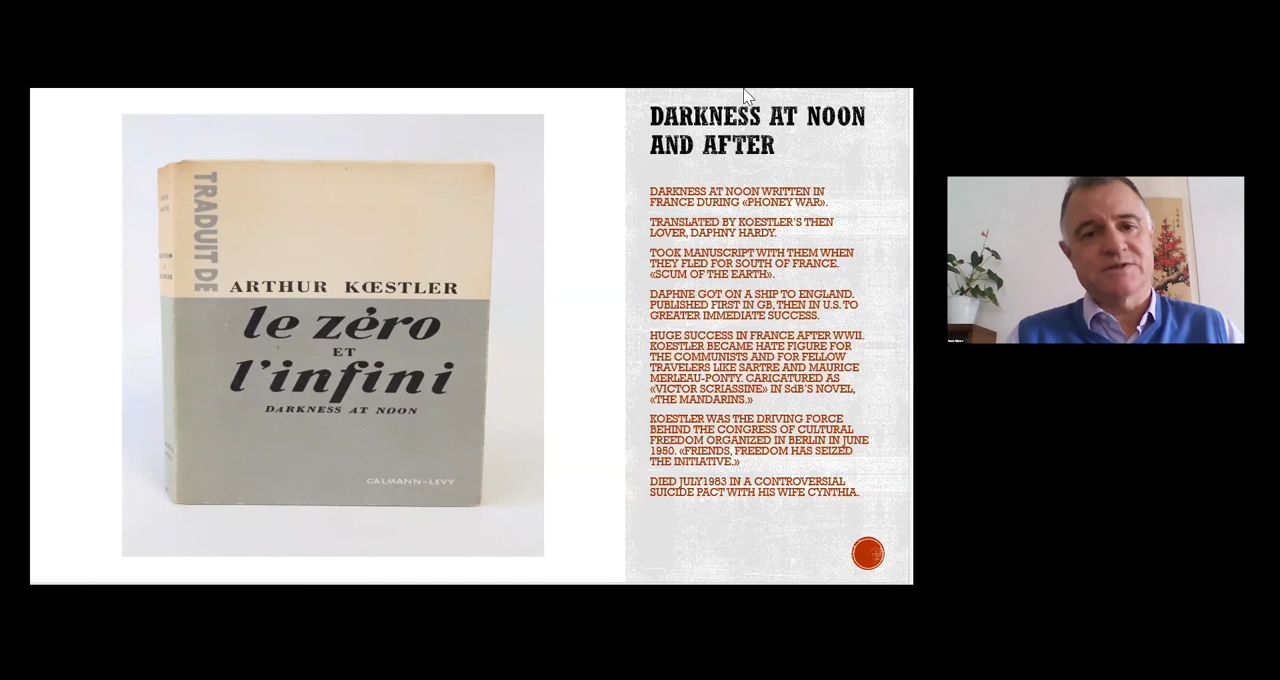 TRADUIT DE
ARTHUR KŒSTLER
le zéro
ET
l'infini
DARKNESS AT NOON
CALMANN-LEVY
DARKNESS AT NOON
AND AFTER
DARKNESS AT NOON WRITTEN IN
FRANCE DURING «PHONEY WAR».
TRANSLATED BY KOESTLER'S THEN
LOVER, DAPHNY HARDY.
TOOK MANUSCRIPT WITH THEM WHEN
THEY FLED FOR SOUTH OF FRANCE.
«SCUM OF THE EARTH».
DAPHNE GOT ON A SHIP TO ENGLAND.
PUBLISHED FIRST IN GB, THEN IN U.S. TO
GREATER IMMEDIATE SUCCESS.
HUGE SUCCESS IN FRANCE AFTER WWII.
KOESTLER BECAME HATE FIGURE FOR
THE COMMUNISTS AND FOR FELLOW
TRAVELERS LIKE SARTRE AND MAURICE
MERLEAU-PONTY. CARICATURED AS
«VICTOR SCRIASSINE» IN SdB'S NOVEL,
«THE MANDARINS.»
KOESTLER WAS THE DRIVING FORCE
BEHIND THE CONGRESS OF CULTURAL
FREEDOM ORGANIZED IN BERLIN IN JUNE
1950. «FRIENDS, FREEDOM HAS SEIZED
THE INITIATIVE.»
DIED JULY1983 IN A CONTROVERSIAL
SUICIDE PACT WITH HIS WIFE CYNTHIA.